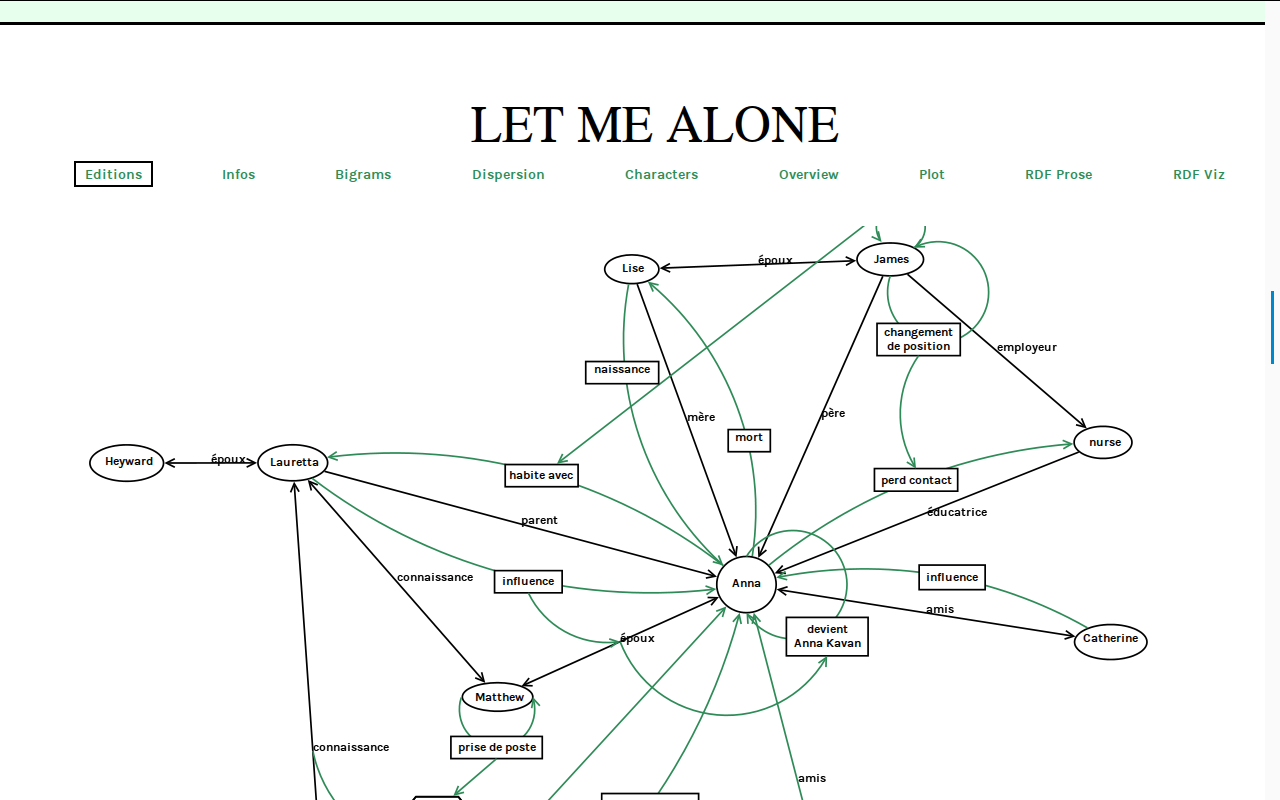 LET ME ALONE
Editions
Infos
Bigrams
Dispersion
Characters
Overview
Plot
RDF Prose
RDF Viz
Lise
époux
James
changement
de position
employeur
naissance
mère
père
mort
nurse
Heyward
époux
Lauretta
habite avec
perd contact
parent
éducatrice
connaissance
influence
Anna
influence
amis
devient
Anna Kavan
Catherine
époux
Matthew
prise de poste
connaissance
amis